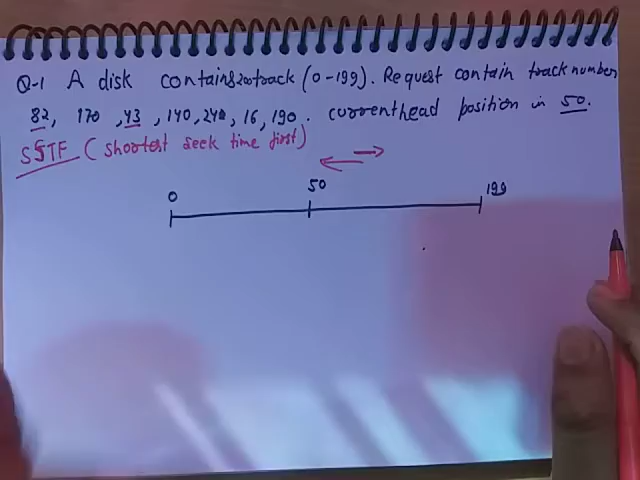 Q-1 A disk contains 200 track (0-199). Request contain track number
82, 170, 43, 140, 24, 16, 190. current head position in 50.
SSTF (shortest seek time first)
0 50 199